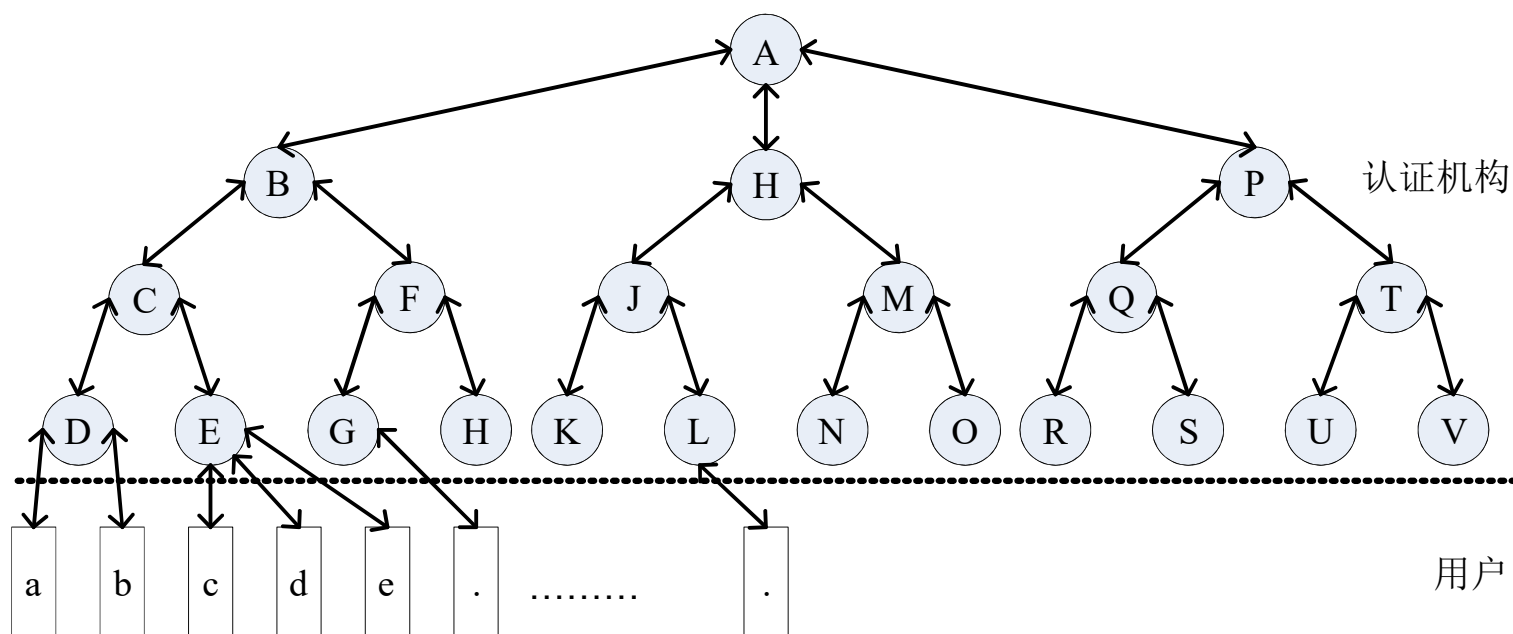 A
B H P 认证机构
C F J M Q T
D E G H K L N O R S U V
a b c d e . ......... .
用户